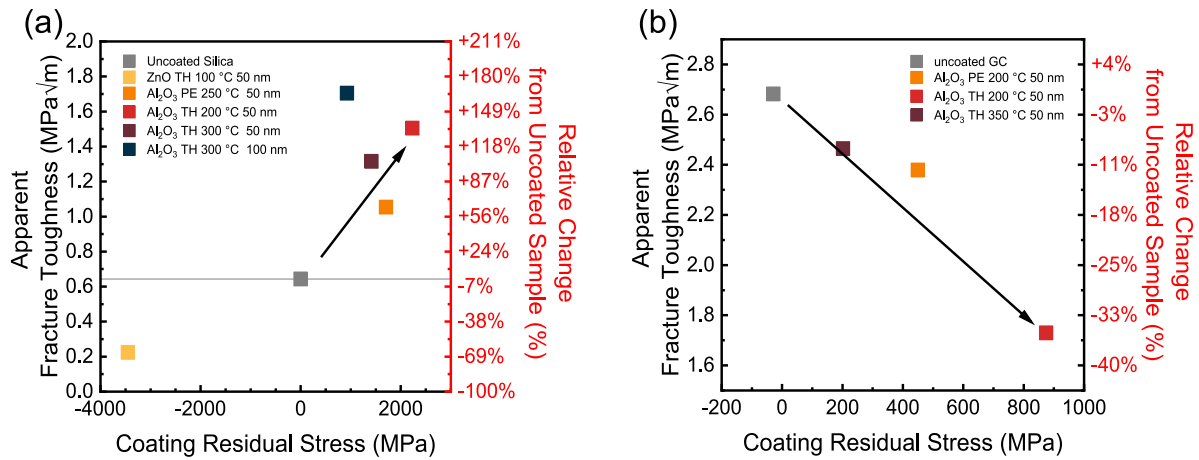 (a)
Apparent
Fracture Toughness (MPa√m)
2.0
1.8
1.6
1.4
1.2
1.0
0.8
0.6
0.4
0.2
0.0
Uncoated Silica
ZnO TH 100 °C 50 nm
Al₂O₃ PE 250 °C 50 nm
Al₂O₃ TH 200 °C 50 nm
Al₂O₃ TH 300 °C 50 nm
Al₂O₃ TH 300 °C 100 nm
+211%
+180%
+149%
+118%
+87%
+56%
+24%
-7%
-38%
-69%
-100%
Relative Change
from Uncoated Sample (%)
-4000 -2000 0 2000
Coating Residual Stress (MPa)
(b)
Apparent
Fracture Toughness (MPa√m)
2.8
2.6
2.4
2.2
2.0
1.8
1.6
uncoated GC
Al₂O₃ PE 200 °C 50 nm
Al₂O₃ TH 200 °C 50 nm
Al₂O₃ TH 350 °C 50 nm
+4%
-3%
-11%
-18%
-25%
-33%
-40%
Relative Change
from Uncoated Sample (%)
-200 0 200 400 600 800 1000
Coating Residual Stress (MPa)